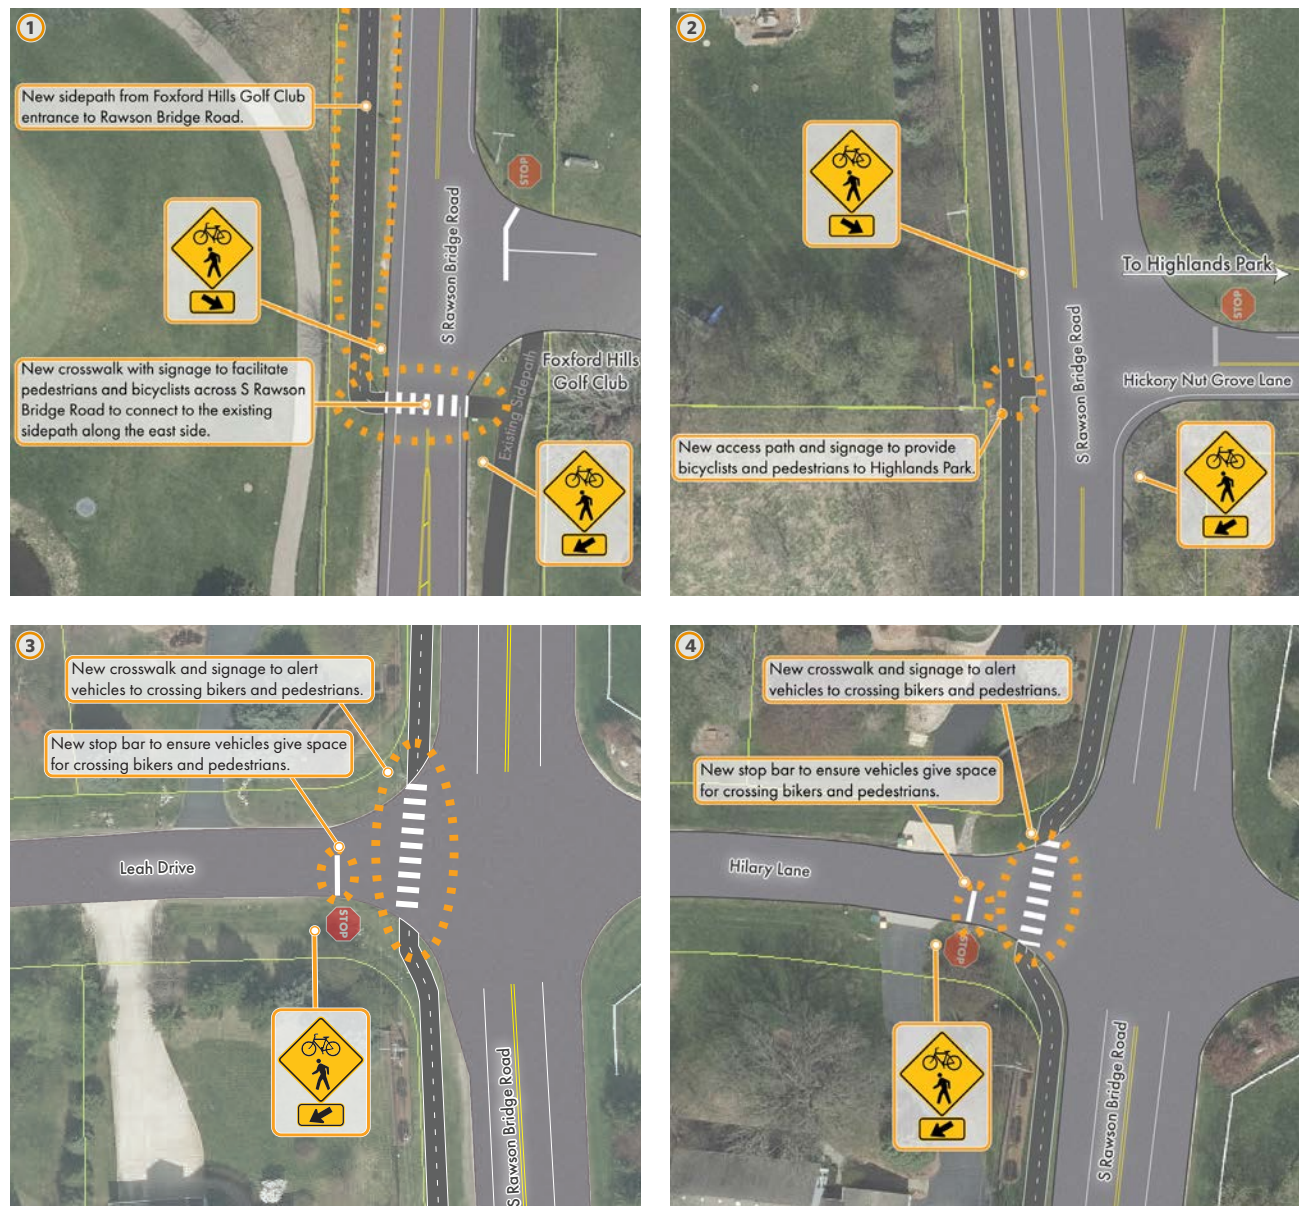 1
New sidepath from Foxford Hills Golf Club
entrance to Rawson Bridge Road.
STOP
S Rawson Bridge Road
New crosswalk with signage to facilitate
pedestrians and bicyclists across S Rawson
Bridge Road to connect to the existing
sidepath along the east side.
Existing Sidepath
Foxford Hills
Golf Club
2
To Highlands Park
STOP
S Rawson Bridge Road
Hickory Nut Grove Lane
New access path and signage to provide
bicyclists and pedestrians to Highlands Park.
3
New crosswalk and signage to alert
vehicles to crossing bikers and pedestrians.
New stop bar to ensure vehicles give space
for crossing bikers and pedestrians.
Leah Drive
STOP
S Rawson Bridge Road
4
New crosswalk and signage to alert
vehicles to crossing bikers and pedestrians.
New stop bar to ensure vehicles give space
for crossing bikers and pedestrians.
Hilary Lane
STOP
S Rawson Bridge Road